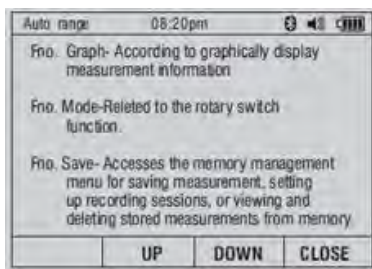 Auto range 08:20pm
Fno. Graph- According to graphically display
measurement information
Fno. Mode-Releted to the rotary switch
function.
Fno. Save- Accesses the memory management
menu for saving measurement, setting
up recording sessions, or viewing and
deleting stored measurements from memory
UP DOWN CLOSE